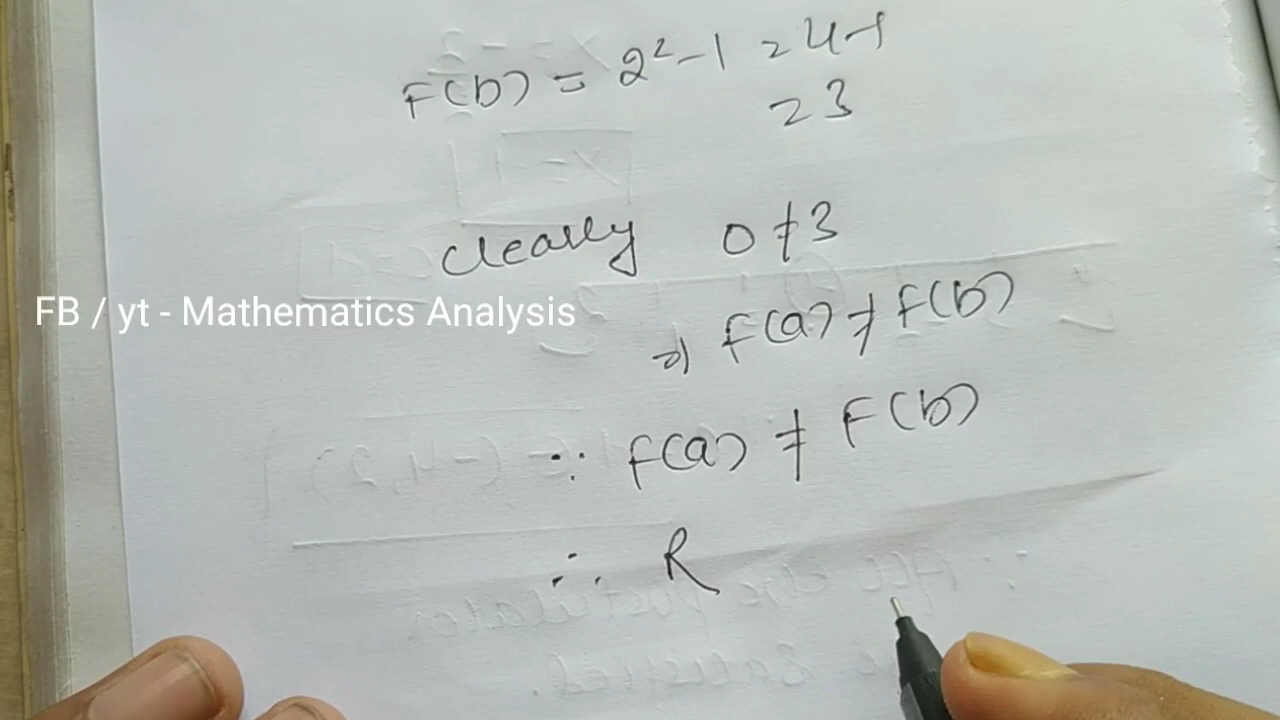 F(b) = 2²-1 = 4-1
= 3
clearly 0 ≠ 3
FB / yt - Mathematics Analysis
⇒) F(a) ≠ F(b)
∵ F(a) ≠ F(b)
∴ R